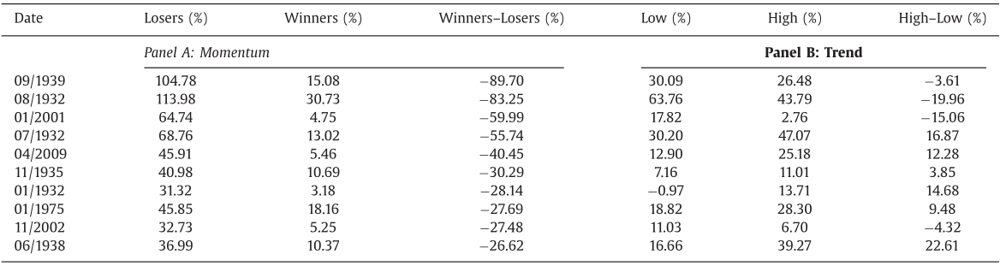 Date Losers (%) Winners (%) Winners–Losers (%) Low (%) High (%) High–Low (%)
Panel A: Momentum Panel B: Trend
09/1939 104.78 15.08 −89.70 30.09 26.48 −3.61
08/1932 113.98 30.73 −83.25 63.76 43.79 −19.96
01/2001 64.74 4.75 −59.99 17.82 2.76 −15.06
07/1932 68.76 13.02 −55.74 30.20 47.07 16.87
04/2009 45.91 5.46 −40.45 12.90 25.18 12.28
11/1935 40.98 10.69 −30.29 7.16 11.01 3.85
01/1932 31.32 3.18 −28.14 −0.97 13.71 14.68
01/1975 45.85 18.16 −27.69 18.82 28.30 9.48
11/2002 32.73 5.25 −27.48 11.03 6.70 −4.32
06/1938 36.99 10.37 −26.62 16.66 39.27 22.61